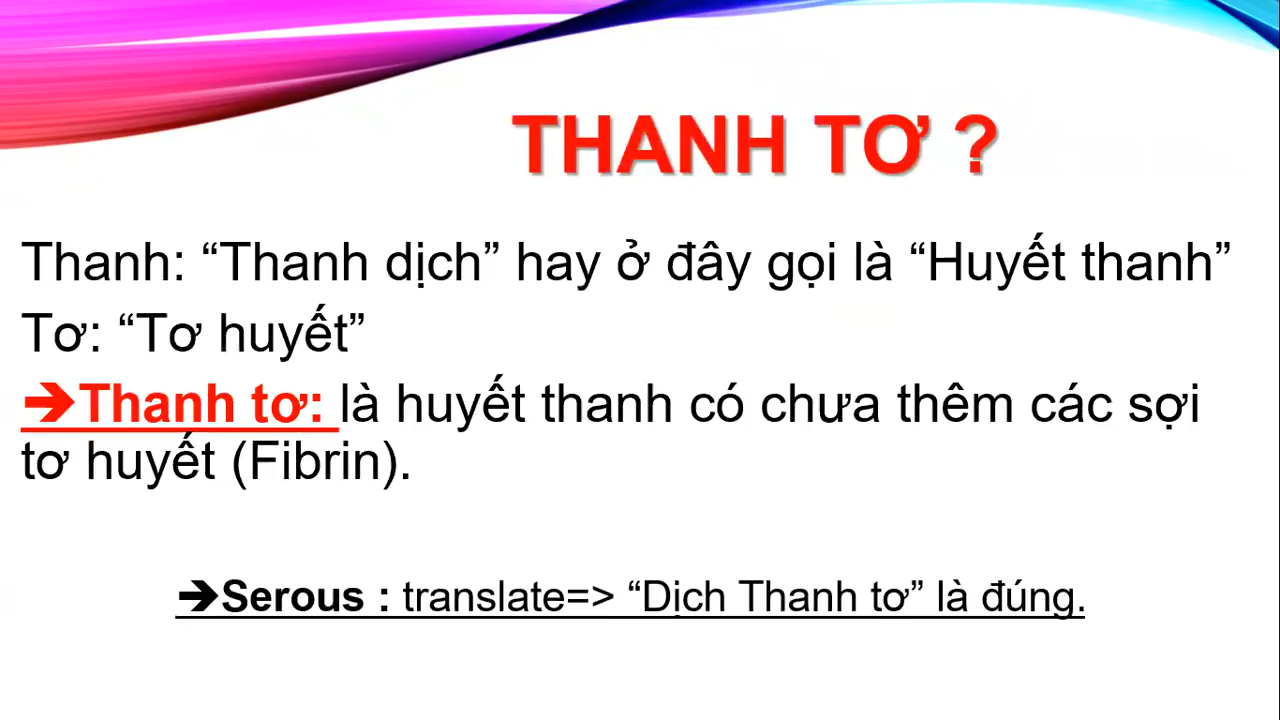 THANH TƠ ?
Thanh: “Thanh dịch” hay ở đây gọi là “Huyết thanh”
Tơ: “Tơ huyết”
➔Thanh tơ: là huyết thanh có chưa thêm các sợi
tơ huyết (Fibrin).
➔Serous : translate=> “Dịch Thanh tơ” là đúng.